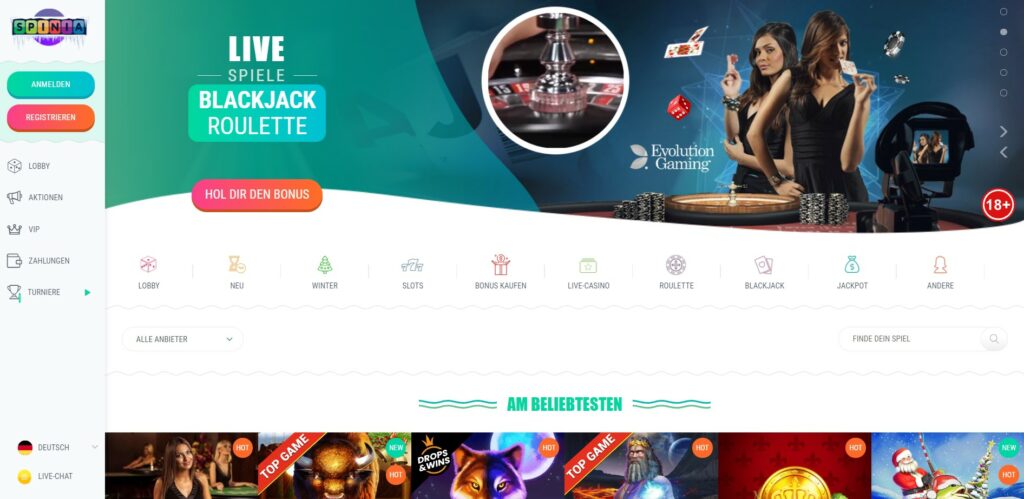 SPINIA
ANMELDEN
REGISTRIEREN
LOBBY
AKTIONEN
VIP
ZAHLUNGEN
TURNIERE
DEUTSCH
LIVE-CHAT
LIVE
SPIELE
BLACKJACK
ROULETTE
HOL DIR DEN BONUS
Evolution
Gaming
18+
LOBBY
NEU
WINTER
SLOTS
BONUS KAUFEN
LIVE-CASINO
ROULETTE
BLACKJACK
JACKPOT
ANDERE
ALLE ANBIETER
FINDE DEIN SPIEL
AM BELIEBTESTEN
HOT
TOP GAME
NEW
HOT
DROPS
&WINS
HOT
TOP GAME
HOT
HOT
NEW
HOT